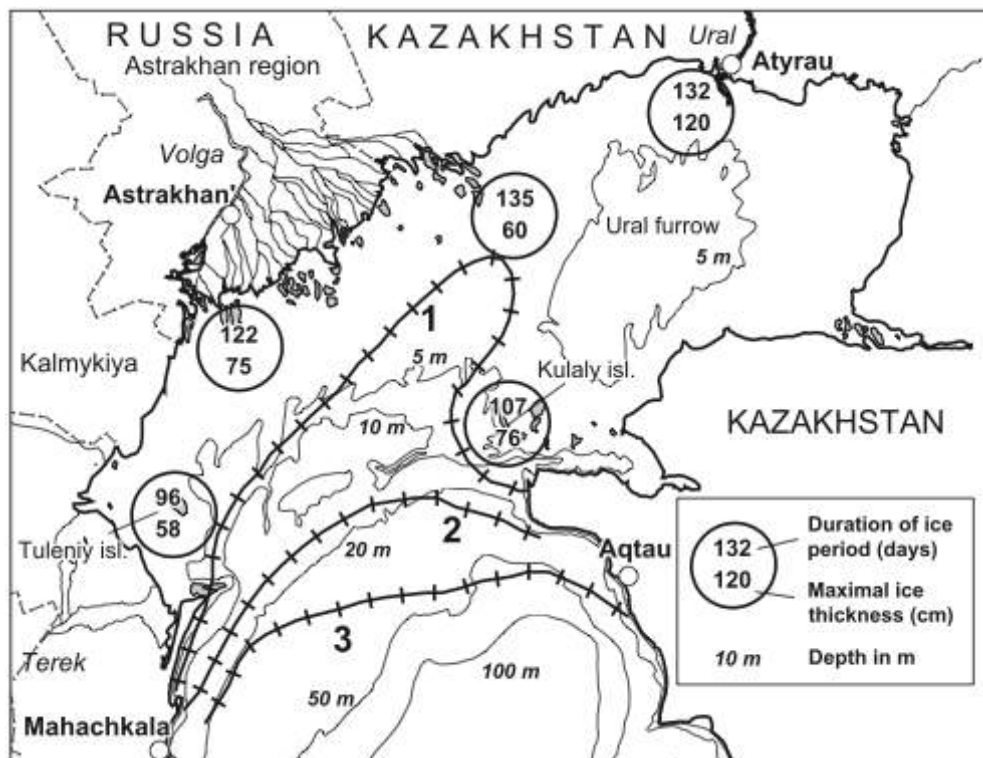 RUSSIA
KAZAKHSTAN
Ural
Astrakhan region
Atyrau
132
120
Volga
Astrakhan'
135
60
Ural furrow
5 m
1
122
75
5 m
Kulaly isl.
Kalmykiya
107
76
10 m
KAZAKHSTAN
96
58
2
Tuleniy isl.
20 m
Aqtau
132
120
Duration of ice
period (days)
Maximal ice
thickness (cm)
3
Terek
10 m
Depth in m
50 m
100 m
Mahachkala